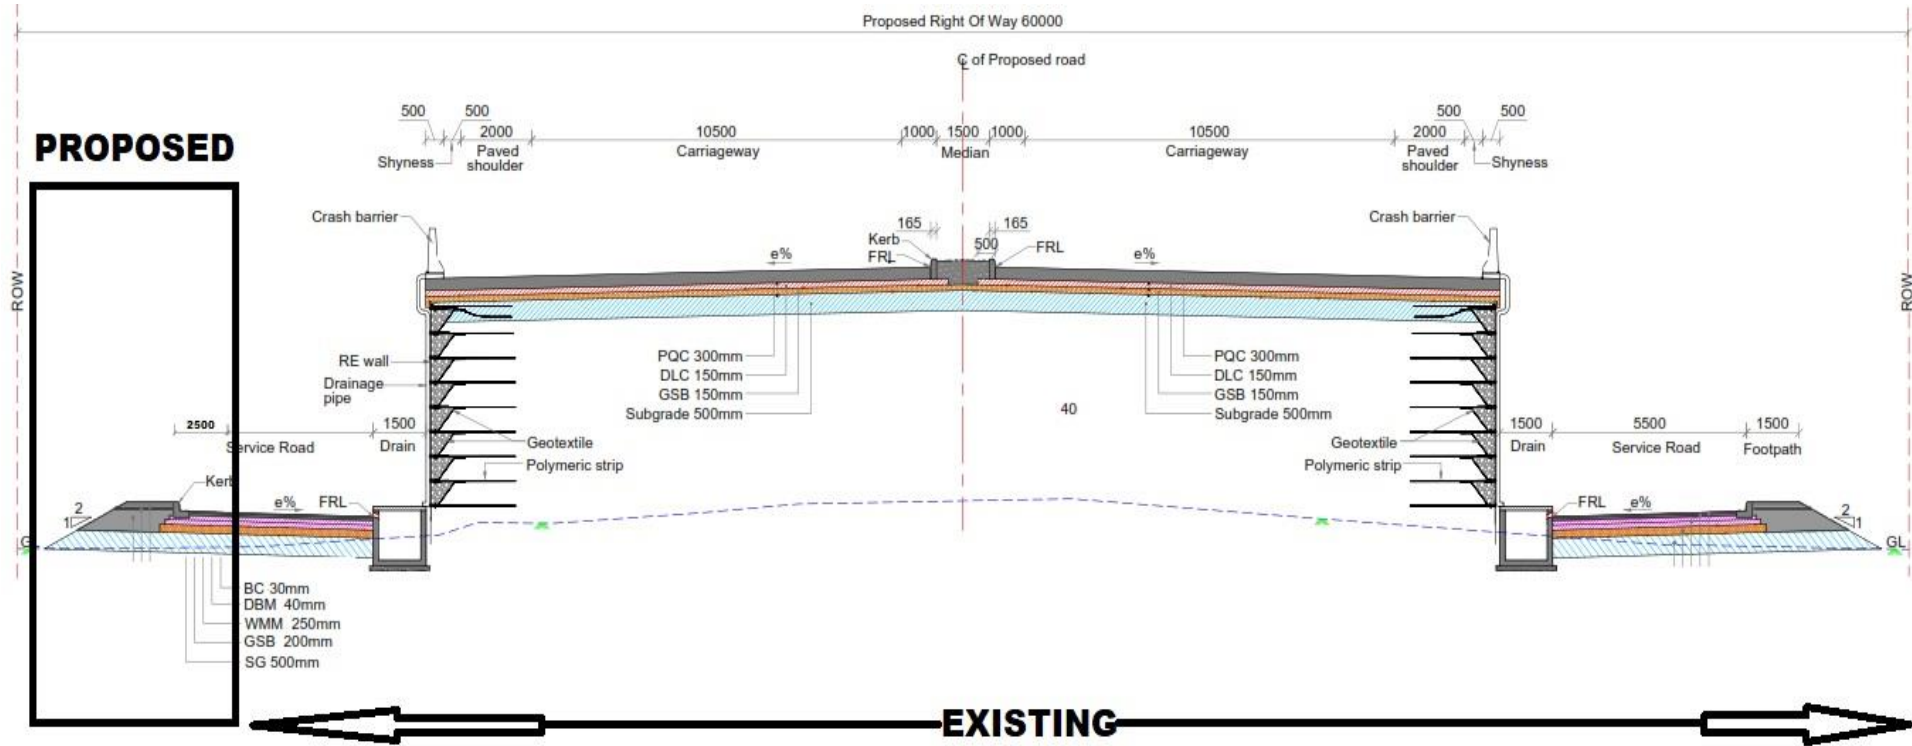 Proposed Right Of Way 60000
℄ of Proposed road
500 500 2000 10500 1000 1500 1000 10500 2000 500 500
Shyness Paved shoulder Carriageway Median Carriageway Paved shoulder Shyness
PROPOSED
Crash barrier
165 165
Kerb 500
FRL FRL
e% e%
Crash barrier
ROW
ROW
RE wall
Drainage
pipe
PQC 300mm
DLC 150mm
GSB 150mm
Subgrade 500mm
PQC 300mm
DLC 150mm
GSB 150mm
Subgrade 500mm
40
2500 1500
Service Road Drain
Geotextile
Polymeric strip
Geotextile
Polymeric strip
1500 5500 1500
Drain Service Road Footpath
Kerb
FRL
e%
2
1
FRL
e%
2
1
GL
BC 30mm
DBM 40mm
WMM 250mm
GSB 200mm
SG 500mm
EXISTING